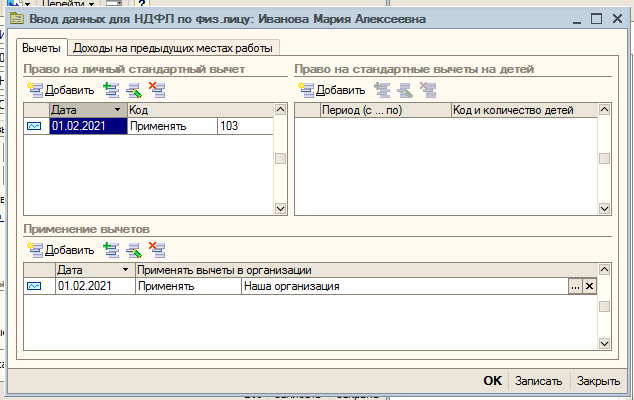 Перейти
Ввод данных для НДФЛ по физ.лицу: Иванова Мария Алексеевна
Вычеты
Доходы на предыдущих местах работы
Право на личный стандартный вычет
Право на стандартные вычеты на детей
Добавить
Добавить
Дата
Код
Период (с ... по)
Код и количество детей
01.02.2021
Применять
103
Применение вычетов
Добавить
Дата
Применять вычеты в организации
01.02.2021
Применять
Наша организация
...
OK
Записать
Закрыть